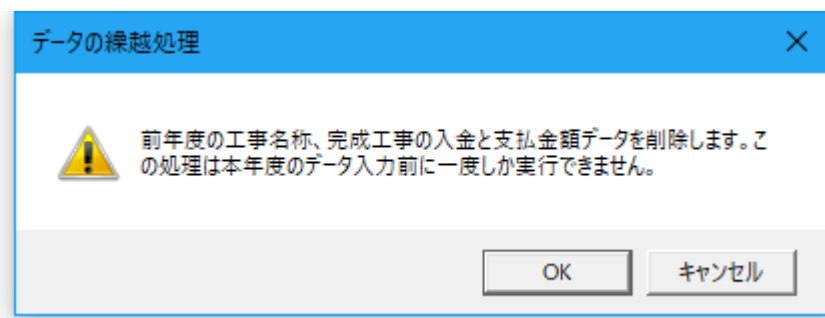 データの繰越処理
前年度の工事名称、完成工事の入金と支払金額データを削除します。こ
の処理は本年度のデータ入力前に一度しか実行できません。
OK
キャンセル